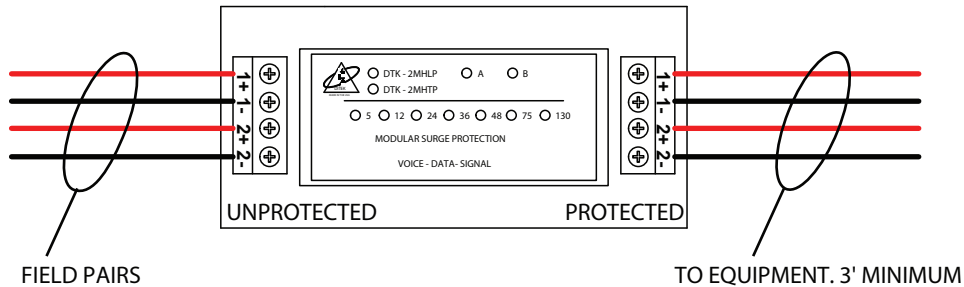 DTK - 2MHLP A B
DTK - 2MHTP
5 12 24 36 48 75 130
MODULAR SURGE PROTECTION
VOICE - DATA- SIGNAL
1+
1-
2+
2-
1+
1-
2+
2-
UNPROTECTED
PROTECTED
FIELD PAIRS
TO EQUIPMENT. 3' MINIMUM